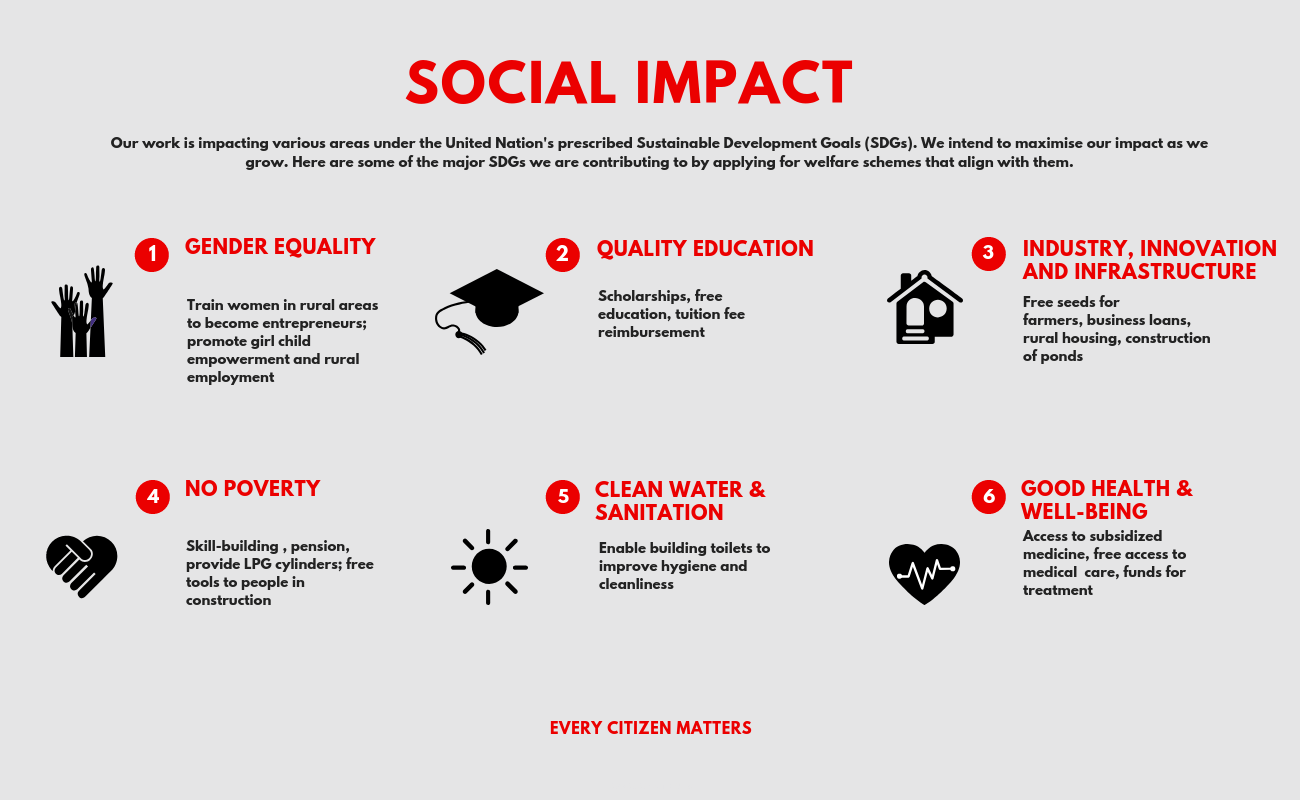 SOCIAL IMPACT
Our work is impacting various areas under the United Nation's prescribed Sustainable Development Goals (SDGs). We intend to maximise our impact as we
grow. Here are some of the major SDGs we are contributing to by applying for welfare schemes that align with them.
1 GENDER EQUALITY
Train women in rural areas
to become entrepreneurs;
promote girl child
empowerment and rural
employment
2 QUALITY EDUCATION
Scholarships, free
education, tuition fee
reimbursement
3 INDUSTRY, INNOVATION
AND INFRASTRUCTURE
Free seeds for
farmers, business loans,
rural housing, construction
of ponds
4 NO POVERTY
Skill-building , pension,
provide LPG cylinders; free
tools to people in
construction
5 CLEAN WATER &
SANITATION
Enable building toilets to
improve hygiene and
cleanliness
6 GOOD HEALTH &
WELL-BEING
Access to subsidized
medicine, free access to
medical  care, funds for
treatment
EVERY CITIZEN MATTERS